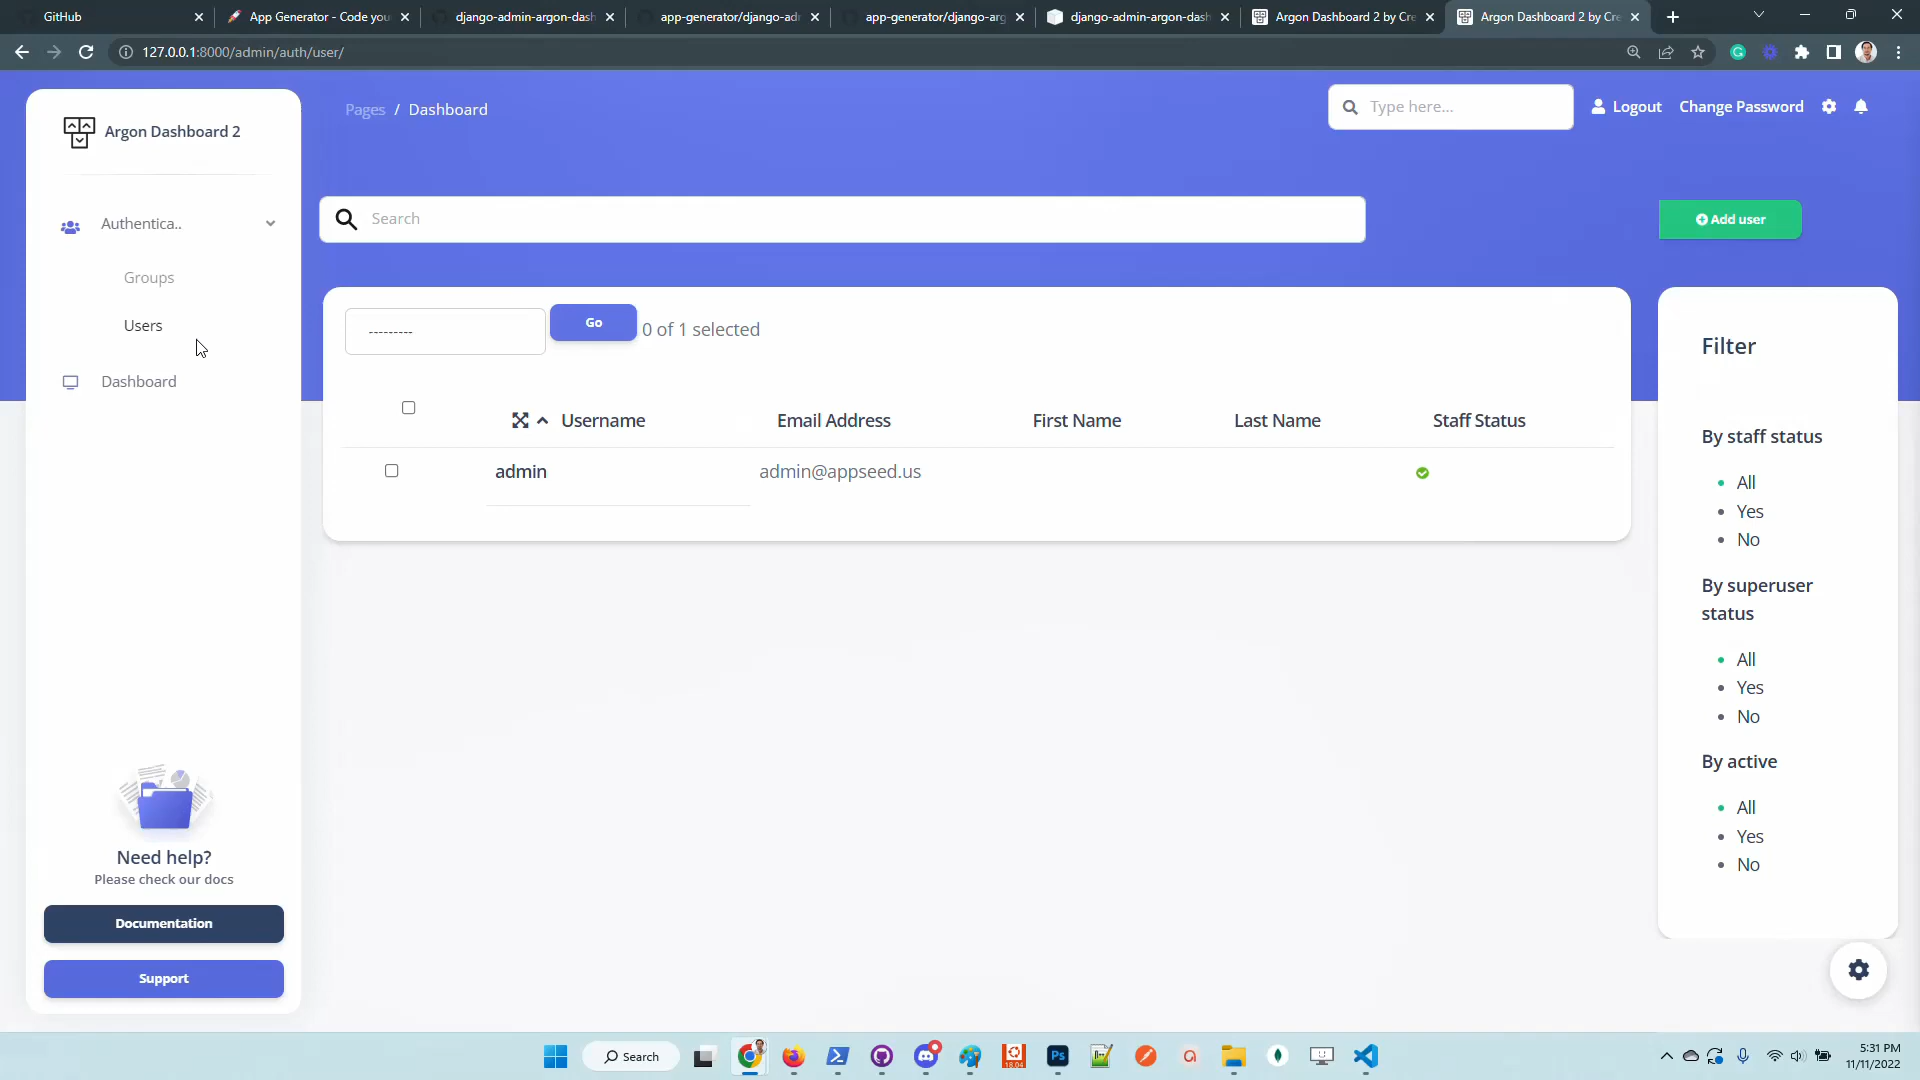 GitHub
App Generator - Code you
django-admin-argon-dash
app-generator/django-adr
app-generator/django-arg
django-admin-argon-dash
Argon Dashboard 2 by Cre
Argon Dashboard 2 by Cre
127.0.0.1:8000/admin/auth/user/
Argon Dashboard 2
Pages / Dashboard
Type here...
Logout
Change Password
Authentica..
Groups
Users
Dashboard
Search
Add user
---------
Go
0 of 1 selected
Username
Email Address
First Name
Last Name
Staff Status
admin
admin@appseed.us
Filter
By staff status
All
Yes
No
By superuser
status
All
Yes
No
By active
All
Yes
No
Need help?
Please check our docs
Documentation
Support
Search
Ps
18.04
5:31 PM
11/11/2022